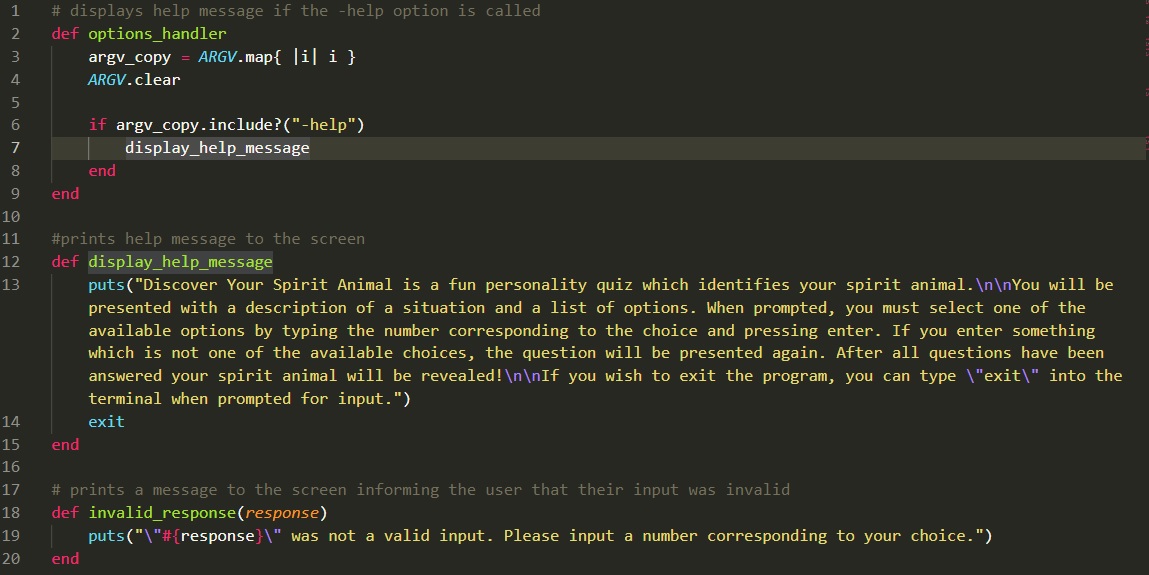 1 # displays help message if the -help option is called
2 def options_handler
3 argv_copy = ARGV.map{ |i| i }
4 ARGV.clear
5
6 if argv_copy.include?("-help")
7 display_help_message
8 end
9 end
10
11 #prints help message to the screen
12 def display_help_message
13 puts("Discover Your Spirit Animal is a fun personality quiz which identifies your spirit animal.\n\nYou will be
presented with a description of a situation and a list of options. When prompted, you must select one of the
available options by typing the number corresponding to the choice and pressing enter. If you enter something
which is not one of the available choices, the question will be presented again. After all questions have been
answered your spirit animal will be revealed!\n\nIf you wish to exit the program, you can type \"exit\" into the
terminal when prompted for input.")
14 exit
15 end
16
17 # prints a message to the screen informing the user that their input was invalid
18 def invalid_response(response)
19 puts("\"#{response}\" was not a valid input. Please input a number corresponding to your choice.")
20 end